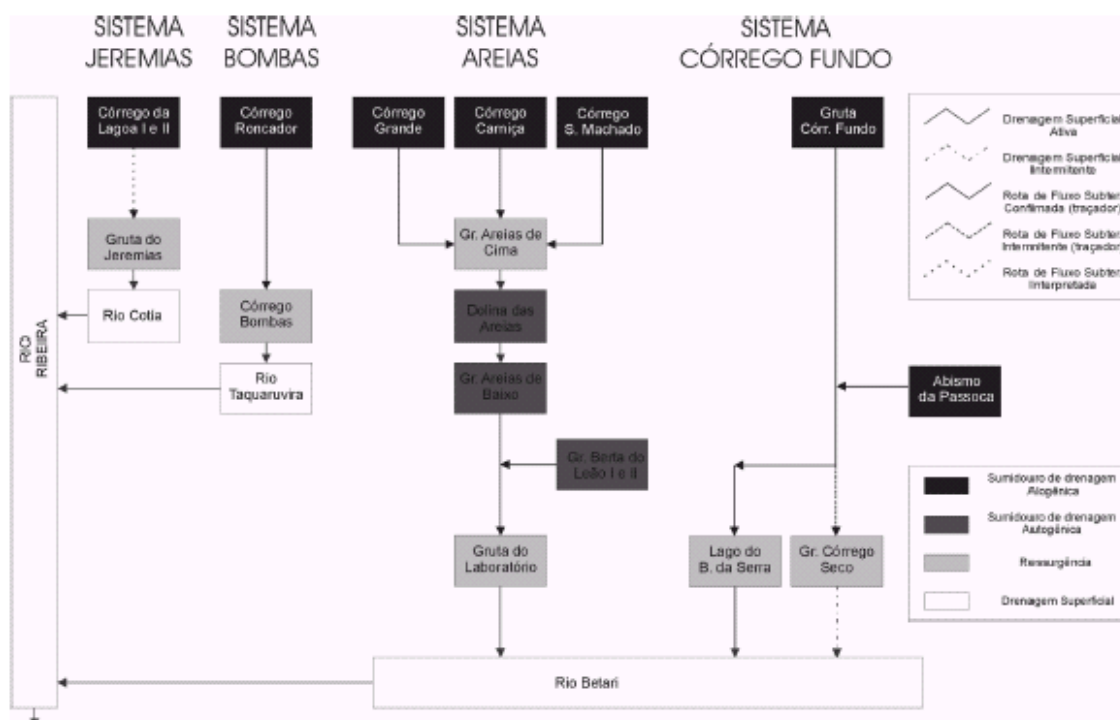 SISTEMA
JEREMIAS
SISTEMA
BOMBAS
SISTEMA
AREIAS
SISTEMA
CÓRREGO FUNDO
Córrego da
Lagoa I e II
Córrego
Roncador
Córrego
Grande
Córrego
Carniça
Córrego
S. Machado
Gruta
Córr. Fundo
Drenagem Superficial
Ativa
Drenagem Superficial
Intermitente
Rota de Fluxo Subter
Confirmada (traçador)
Rota de Fluxo Subter
Intermitente (traçador
Rota de Fluxo Subter
Interpretada
Gruta do
Jeremias
Gr. Areias de
Cima
Rio Cotia
Córrego
Bombas
Dolina das
Areias
RIO
RIBEIRA
Rio
Taquaruvira
Gr. Areias de
Baixo
Abismo
da Passoca
Gr. Berta do
Leão I e II
Sumidouro de drenagem
Alogênica
Sumidouro de drenagem
Autogênica
Ressurgência
Drenagem Superficial
Gruta do
Laboratório
Lago do
B. da Serra
Gr. Córrego
Seco
Rio Betari